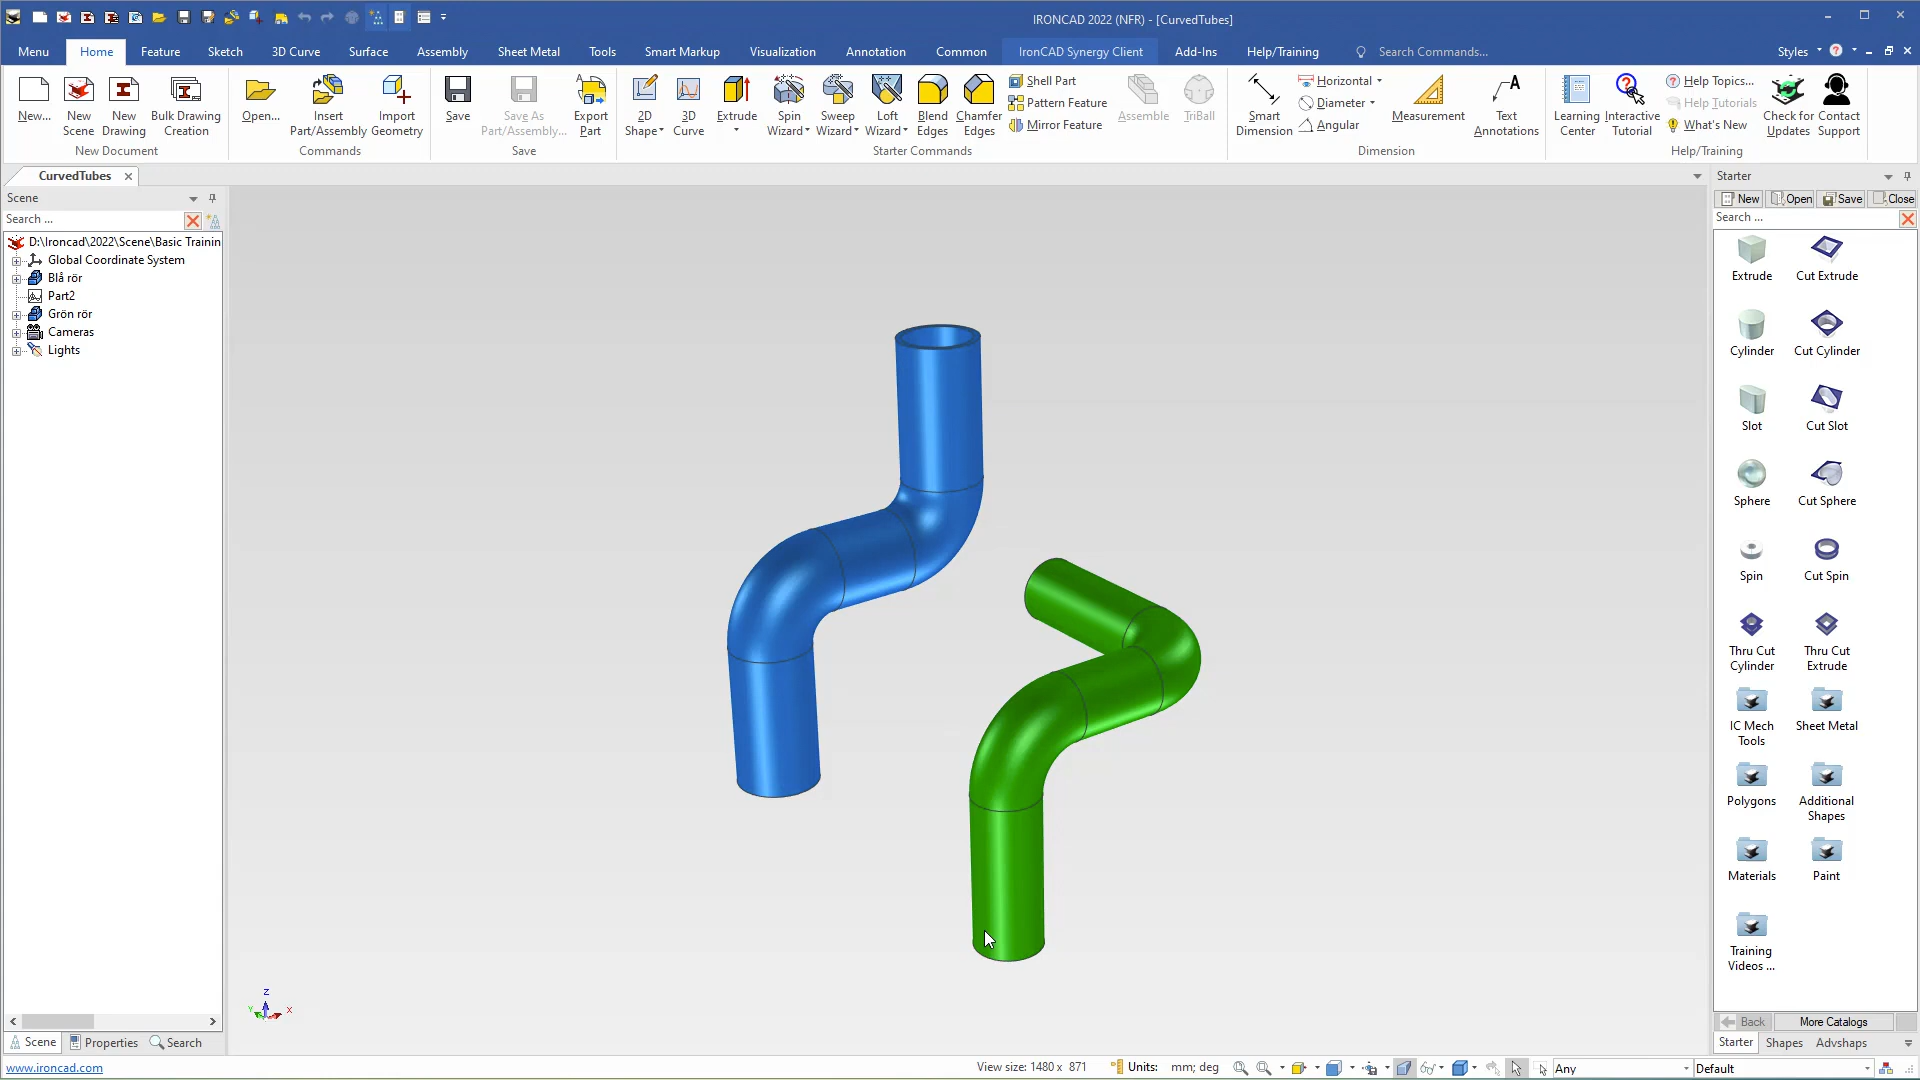 IRONCAD 2022 (NFR) - [CurvedTubes]
Menu Home Feature Sketch 3D Curve Surface Assembly Sheet Metal Tools Smart Markup Visualization Annotation Common IronCAD Synergy Client Add-Ins Help/Training Search Commands... Styles
New... New Scene New Drawing Bulk Drawing Creation
New Document
Open... Insert Part/Assembly Import Geometry
Commands
Save Save As Part/Assembly... Export Part
Save
2D Shape 3D Curve Extrude Spin Wizard Sweep Wizard Loft Wizard Blend Edges Chamfer Edges
Shell Part
Pattern Feature
Mirror Feature
Assemble TriBall
Starter Commands
Smart Dimension
Horizontal
Diameter
Angular
Measurement Text Annotations
Dimension
Learning Center Interactive Tutorial
Help Topics...
Help Tutorials
What's New
Check for Updates Contact Support
Help/Training
CurvedTubes
Scene
Search ...
D:\Ironcad\2022\Scene\Basic Trainin
Global Coordinate System
Blå rör
Part2
Grön rör
Cameras
Lights
Z
Y X
Scene Properties Search
Starter
New Open Save Close
Search ...
Extrude Cut Extrude
Cylinder Cut Cylinder
Slot Cut Slot
Sphere Cut Sphere
Spin Cut Spin
Thru Cut Cylinder Thru Cut Extrude
IC Mech Tools Sheet Metal
Polygons Additional Shapes
Materials Paint
Training Videos ...
Back More Catalogs
Starter Shapes Advshaps
www.ironcad.com
View size: 1480 x 871 Units: mm; deg Any Default